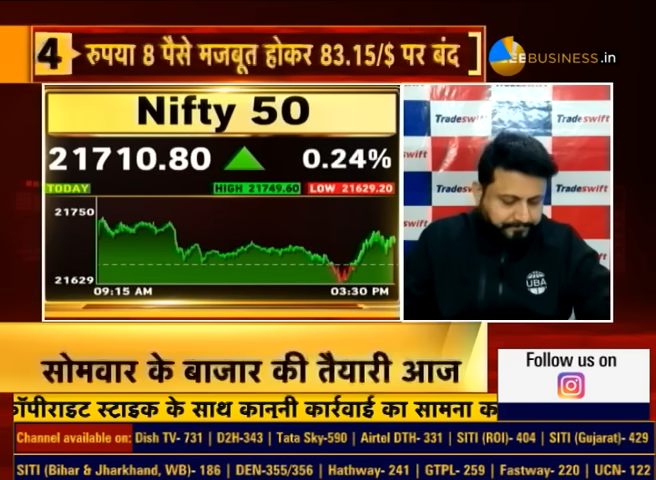 4 रुपया 8 पैसे मजबूत होकर 83.15/$ पर बंद
ZEEBUSINESS.in
Nifty 50
21710.80 0.24%
TODAY HIGH 21749.60 LOW 21629.20
21750
21629
09:15 AM 03:30 PM
Tradeswift
swift Tradeswift
Tradeswift
swift
Tradeswift
UBA
सोमवार के बाजार की तैयारी आज
Follow us on
कॉपीराइट स्ट्राइक के साथ कानूनी कार्रवाई का सामना क
Channel available on: Dish TV- 731 | D2H-343 | Tata Sky-590 | Airtel DTH- 331 | SITI (ROI)- 404 | SITI (Gujarat)- 429
SITI (Bihar & Jharkhand, WB)- 186 | DEN-355/356 | Hathway- 241 | GTPL- 259 | Fastway- 220 | UCN- 122